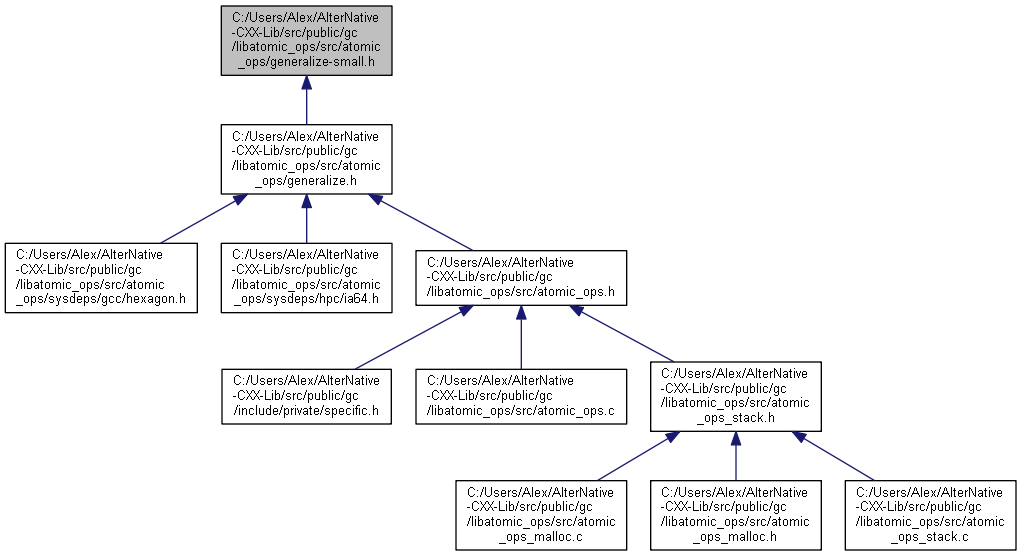 C:/Users/Alex/AlterNative
-CXX-Lib/src/public/gc
/libatomic_ops/src/atomic
_ops/generalize-small.h
C:/Users/Alex/AlterNative
-CXX-Lib/src/public/gc
/libatomic_ops/src/atomic
_ops/generalize.h
C:/Users/Alex/AlterNative
-CXX-Lib/src/public/gc
/libatomic_ops/src/atomic
_ops/sysdeps/gcc/hexagon.h
C:/Users/Alex/AlterNative
-CXX-Lib/src/public/gc
/libatomic_ops/src/atomic
_ops/sysdeps/hpc/ia64.h
C:/Users/Alex/AlterNative
-CXX-Lib/src/public/gc
/libatomic_ops/src/atomic_ops.h
C:/Users/Alex/AlterNative
-CXX-Lib/src/public/gc
/include/private/specific.h
C:/Users/Alex/AlterNative
-CXX-Lib/src/public/gc
/libatomic_ops/src/atomic_ops.c
C:/Users/Alex/AlterNative
-CXX-Lib/src/public/gc
/libatomic_ops/src/atomic
_ops_stack.h
C:/Users/Alex/AlterNative
-CXX-Lib/src/public/gc
/libatomic_ops/src/atomic
_ops_malloc.c
C:/Users/Alex/AlterNative
-CXX-Lib/src/public/gc
/libatomic_ops/src/atomic
_ops_malloc.h
C:/Users/Alex/AlterNative
-CXX-Lib/src/public/gc
/libatomic_ops/src/atomic
_ops_stack.c